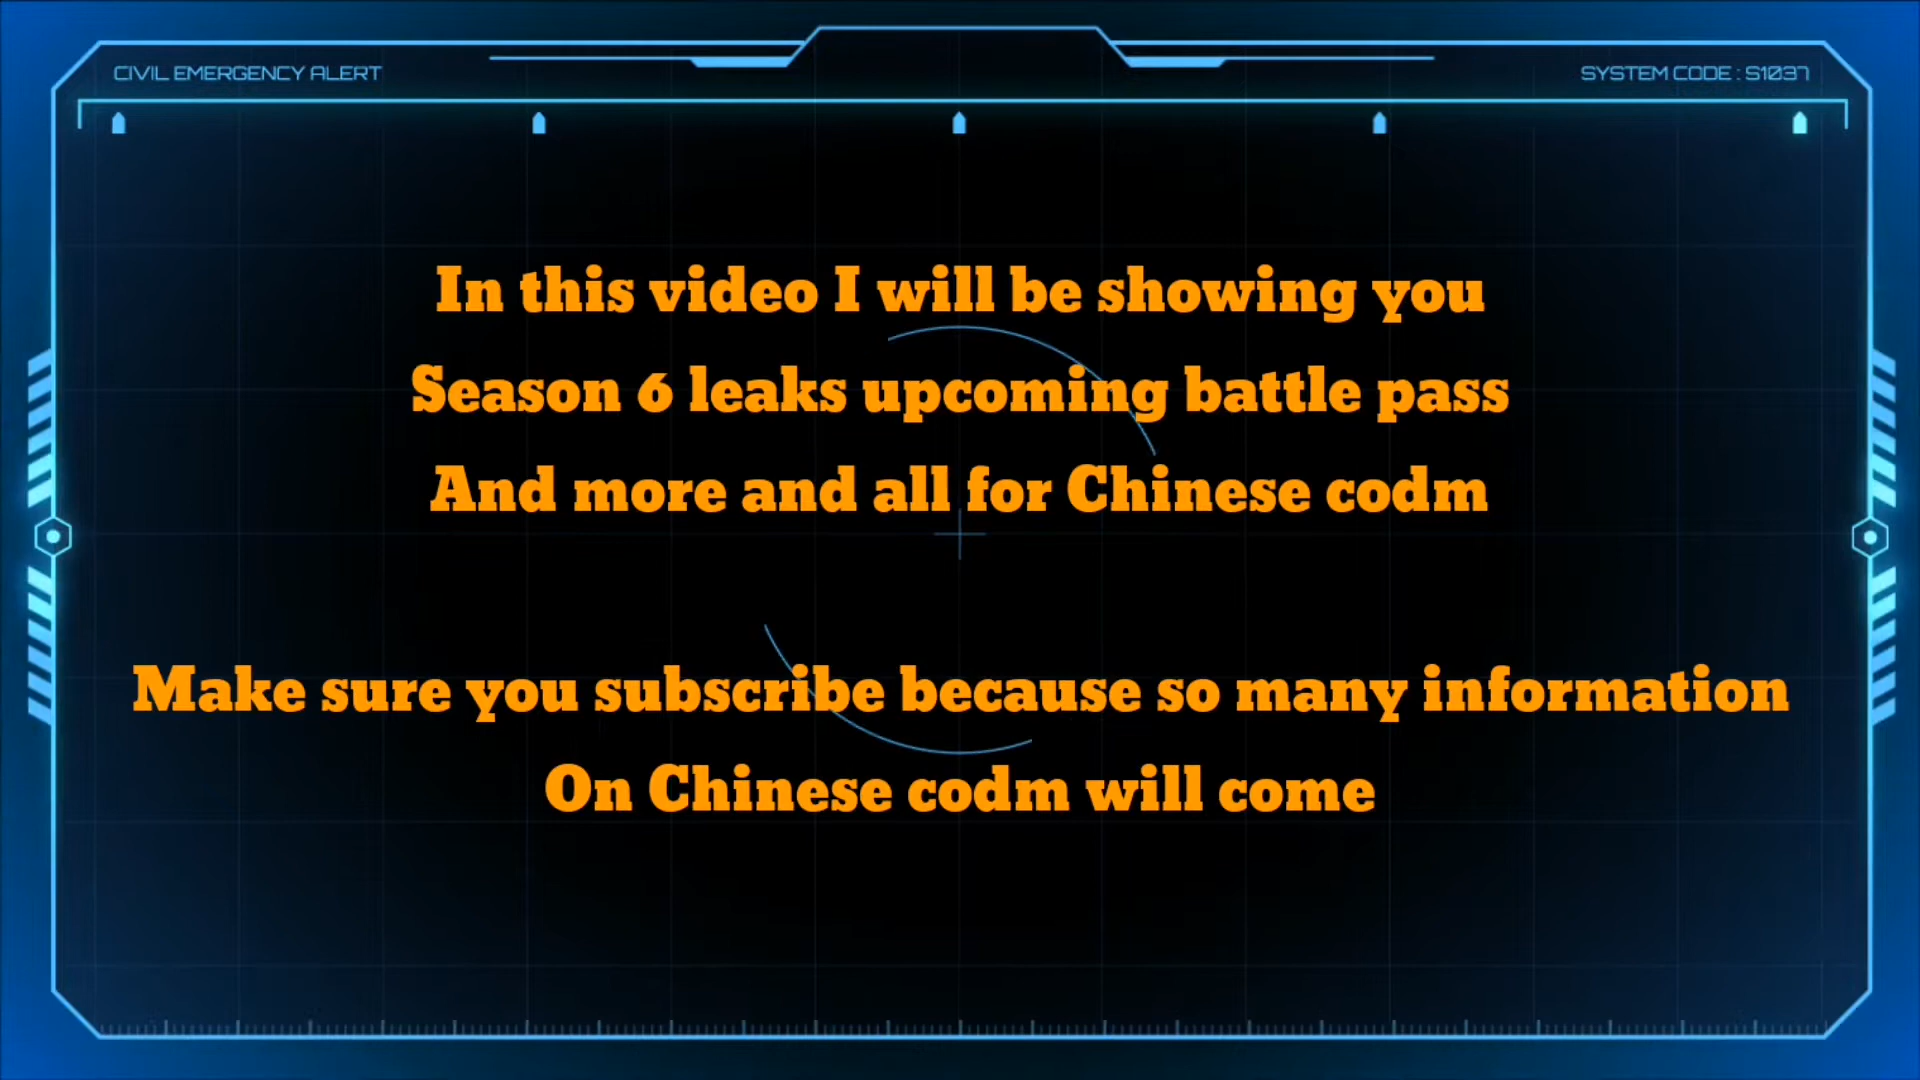 CIVIL EMERGENCY ALERT
SYSTEM CODE : S1037
In this video I will be showing you
Season 6 leaks upcoming battle pass
And more and all for Chinese codm
Make sure you subscribe because so many information
On Chinese codm will come